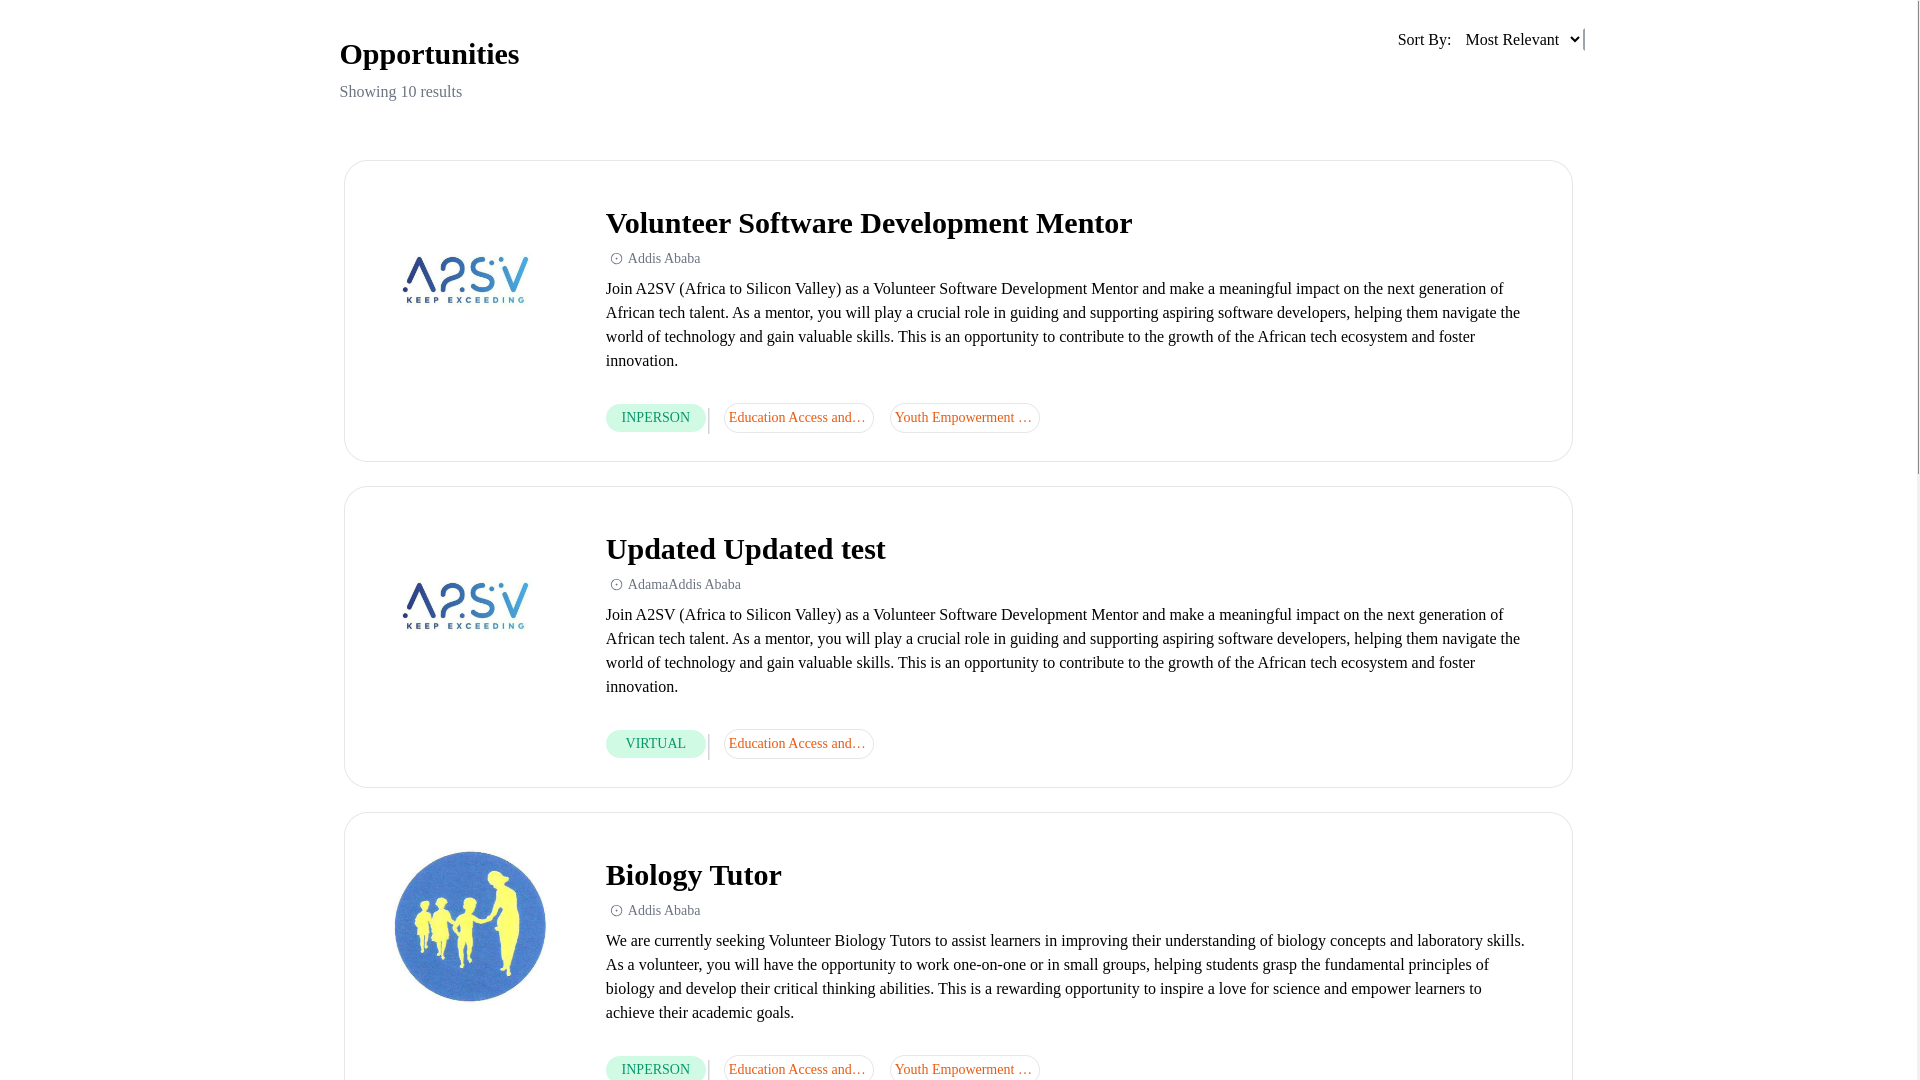 Opportunities
Sort By: Most Relevant
Showing 10 results
Volunteer Software Development Mentor
Addis Ababa
A2SV
KEEP EXCEEDING
Join A2SV (Africa to Silicon Valley) as a Volunteer Software Development Mentor and make a meaningful impact on the next generation of
African tech talent. As a mentor, you will play a crucial role in guiding and supporting aspiring software developers, helping them navigate the
world of technology and gain valuable skills. This is an opportunity to contribute to the growth of the African tech ecosystem and foster
innovation.
INPERSON Education Access and… Youth Empowerment …
Updated Updated test
AdamaAddis Ababa
A2SV
KEEP EXCEEDING
Join A2SV (Africa to Silicon Valley) as a Volunteer Software Development Mentor and make a meaningful impact on the next generation of
African tech talent. As a mentor, you will play a crucial role in guiding and supporting aspiring software developers, helping them navigate the
world of technology and gain valuable skills. This is an opportunity to contribute to the growth of the African tech ecosystem and foster
innovation.
VIRTUAL Education Access and…
Biology Tutor
Addis Ababa
We are currently seeking Volunteer Biology Tutors to assist learners in improving their understanding of biology concepts and laboratory skills.
As a volunteer, you will have the opportunity to work one-on-one or in small groups, helping students grasp the fundamental principles of
biology and develop their critical thinking abilities. This is a rewarding opportunity to inspire a love for science and empower learners to
achieve their academic goals.
INPERSON Education Access and… Youth Empowerment …